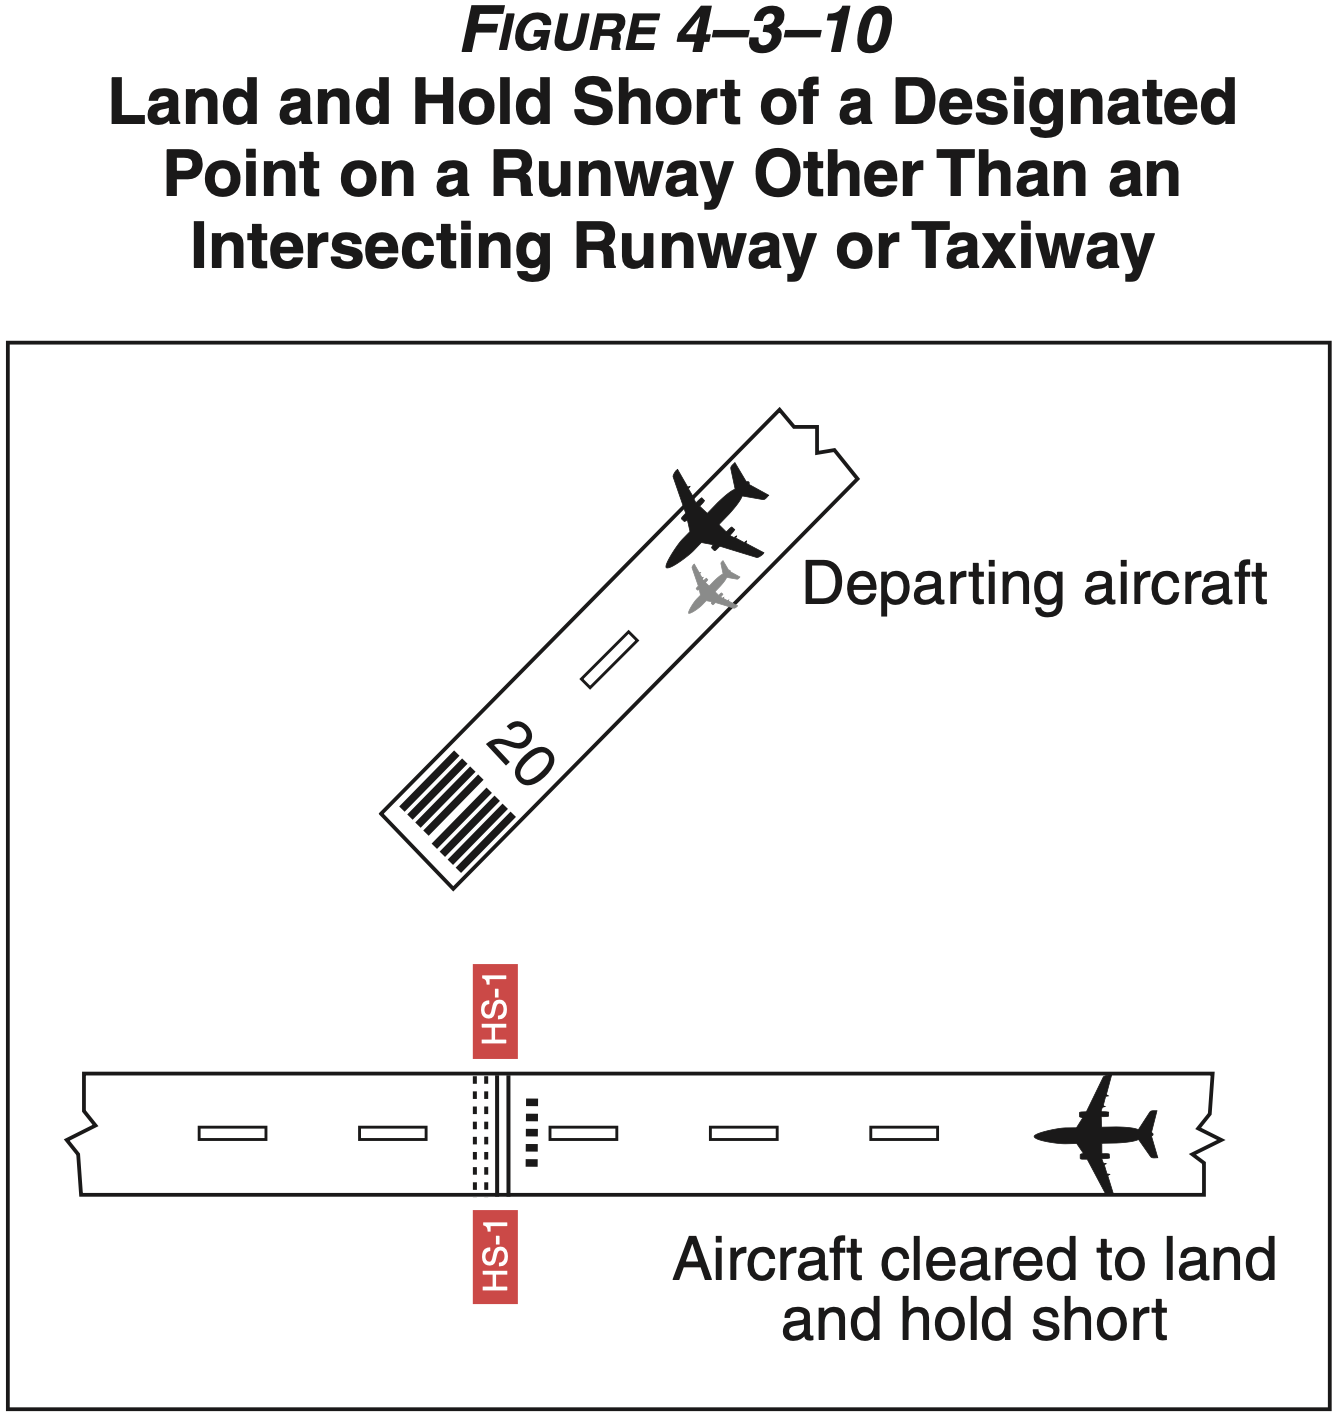 FIGURE 4–3–10
Land and Hold Short of a Designated
Point on a Runway Other Than an
Intersecting Runway or Taxiway
Departing aircraft
20
HS-1
HS-1
Aircraft cleared to land
and hold short